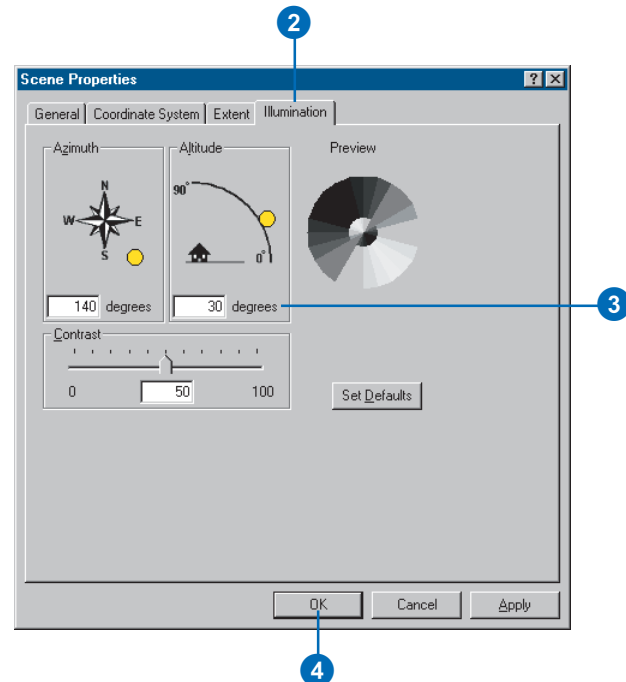 2
Scene Properties
General Coordinate System Extent Illumination
Azimuth Altitude Preview
N
W E
S
90°
0°
140 degrees 30 degrees
3
Contrast
0 50 100
Set Defaults
OK Cancel Apply
4